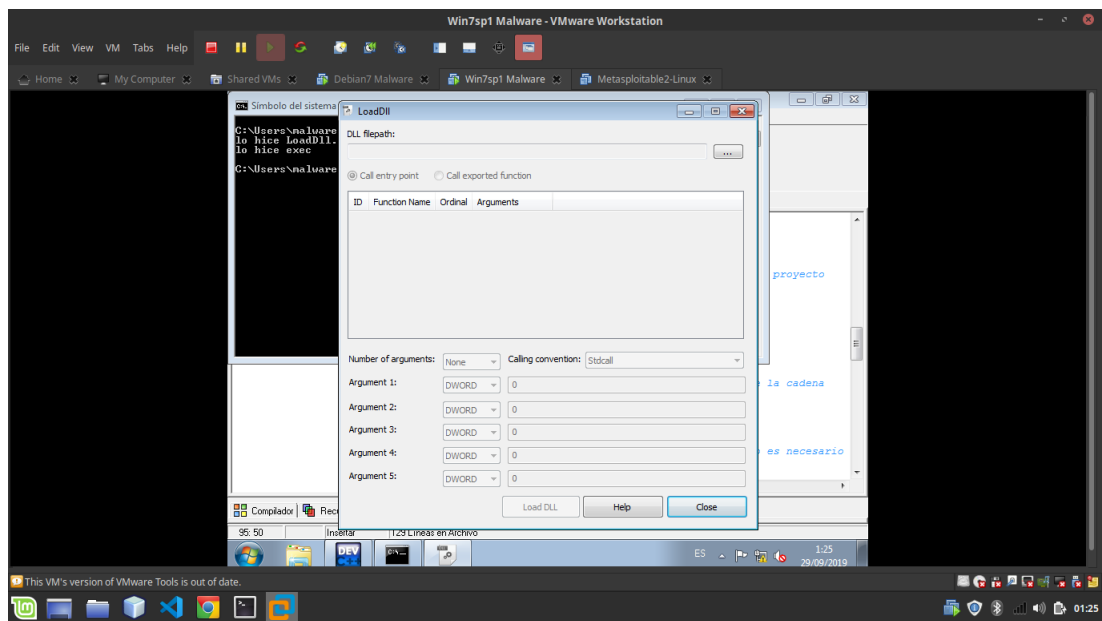 Win7sp1 Malware - VMware Workstation
File Edit View VM Tabs Help
Home My Computer Shared VMs Debian7 Malware Win7sp1 Malware Metasploitable2-Linux
Símbolo del sistema
LoadDll
C:\Users\malware
lo hice LoadDll.
lo hice exec
C:\Users\malware
DLL filepath:
...
Call entry point Call exported function
ID Function Name Ordinal Arguments
proyecto
Number of arguments: None Calling convention: Stdcall
Argument 1: DWORD 0
la cadena
Argument 2: DWORD 0
Argument 3: DWORD 0
Argument 4: DWORD 0
es necesario
Argument 5: DWORD 0
Load DLL Help Close
Compilador Rec
95: 50 Insertar 129 Líneas en Archivo
DEV
ES 1:25
29/09/2019
This VM's version of VMware Tools is out of date.
01:25